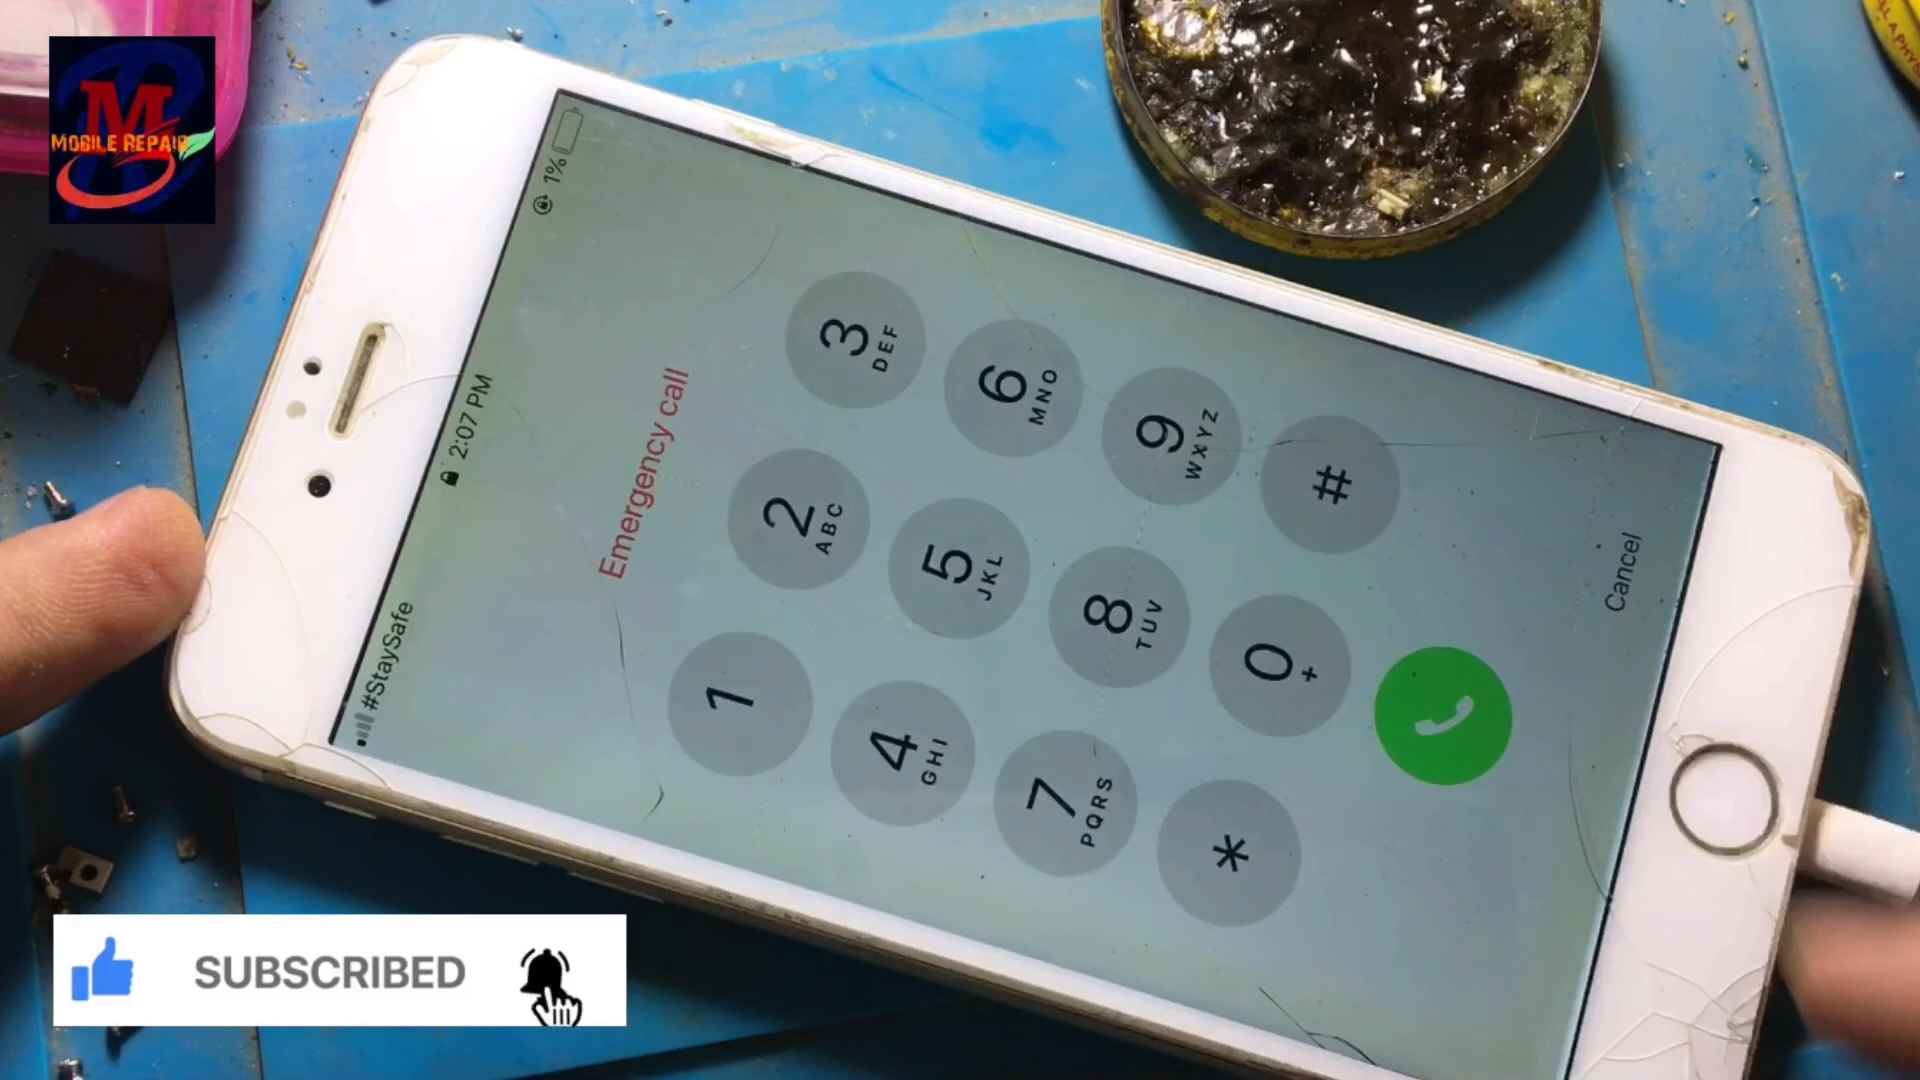 M
MOBILE REPAIR
#StaySafe
2:07 PM
1%
Emergency call
1
2
ABC
3
DEF
4
GHI
5
JKL
6
MNO
7
PQRS
8
TUV
9
WXYZ
*
0
+
#
Cancel
SUBSCRIBED